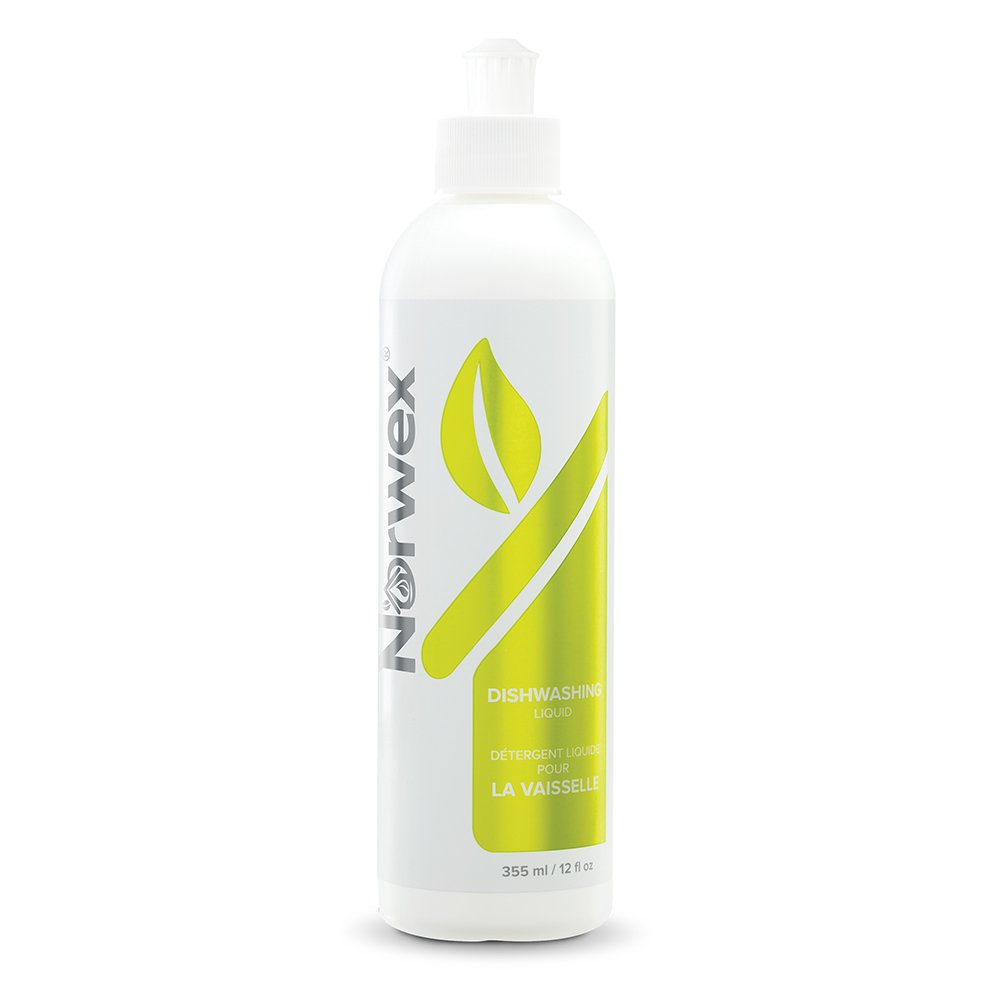 Norwex®
DISHWASHING
LIQUID
DÉTERGENT LIQUIDE
POUR
LA VAISSELLE
355 ml / 12 fl oz